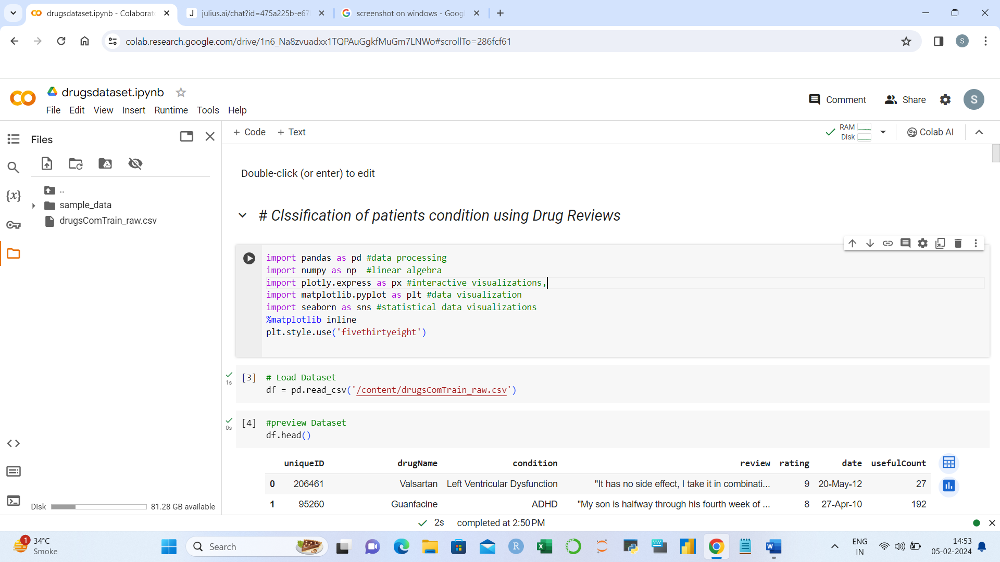 drugsdataset.ipynb - Colaborat
julius.ai/chat?id=475a225b-e67
screenshot on windows - Goog
colab.research.google.com/drive/1n6_Na8zvuadxx1TQPAuGgkfMuGm7LNWo#scrollTo=286fcf61
S
drugsdataset.ipynb
File Edit View Insert Runtime Tools Help
Comment
Share
S
Files
+ Code + Text
RAM
Disk
Colab AI
..
sample_data
drugsComTrain_raw.csv
Double-click (or enter) to edit
# Clssification of patients condition using Drug Reviews
import pandas as pd #data processing
import numpy as np  #linear algebra
import plotly.express as px #interactive visualizations,
import matplotlib.pyplot as plt #data visualization
import seaborn as sns #statistical data visualizations
%matplotlib inline
plt.style.use('fivethirtyeight')
1s
[3] # Load Dataset
df = pd.read_csv('/content/drugsComTrain_raw.csv')
0s
[4] #preview Dataset
df.head()
uniqueID drugName condition review rating date usefulCount
0 206461 Valsartan Left Ventricular Dysfunction "It has no side effect, I take it in combinati... 9 20-May-12 27
1 95260 Guanfacine ADHD "My son is halfway through his fourth week of ... 8 27-Apr-10 192
Disk 81.28 GB available
2s completed at 2:50 PM
1
34°C
Smoke
Search
ENG
IN
14:53
05-02-2024